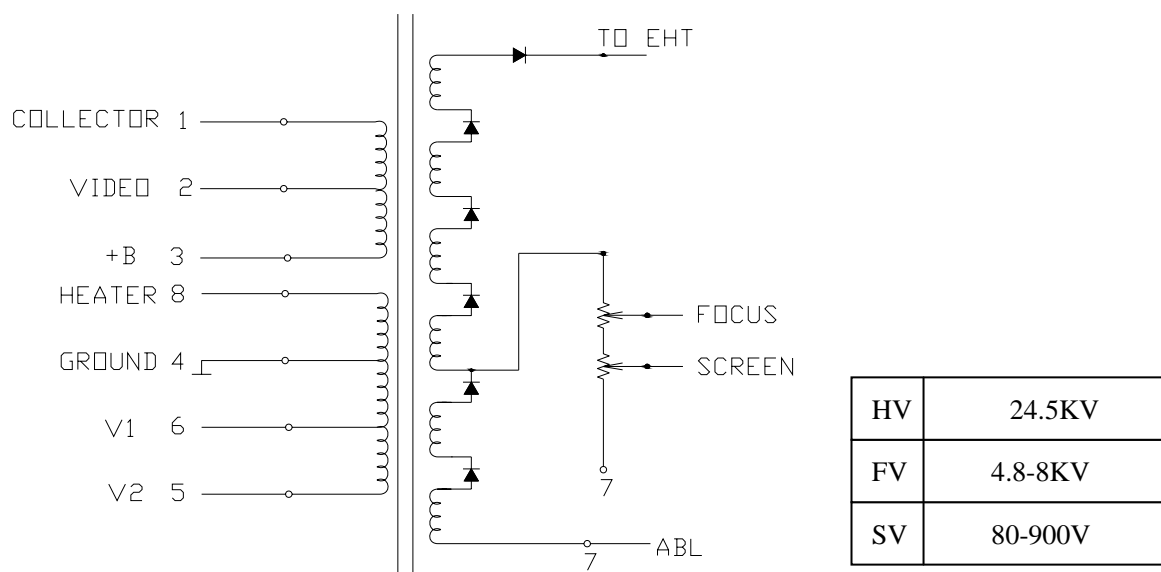 TO EHT
COLLECTOR 1
VIDEO 2
+B 3
HEATER 8
GROUND 4
V1 6
V2 5
FOCUS
SCREEN
7
7
ABL
HV 24.5KV
FV 4.8-8KV
SV 80-900V